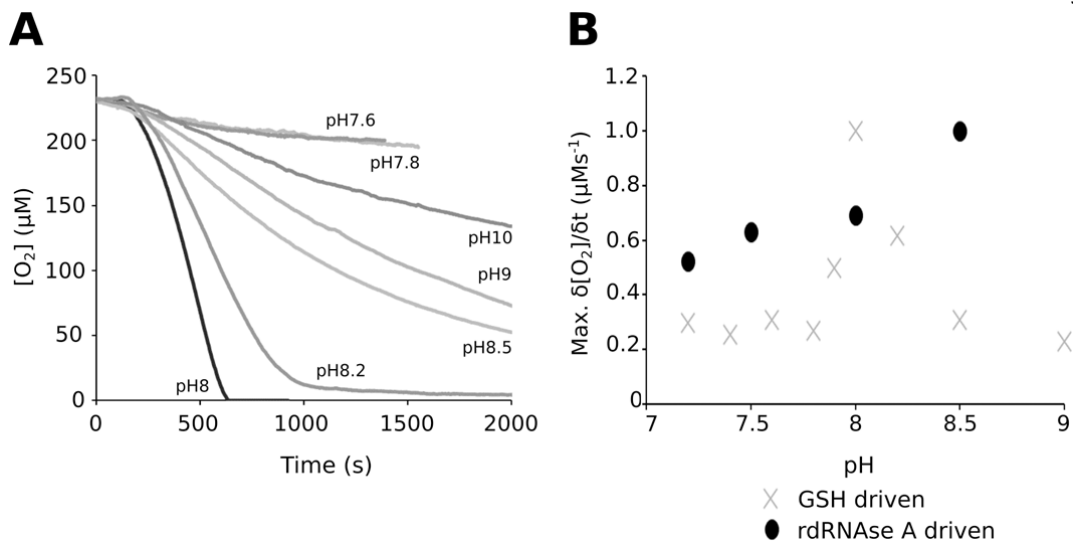 A
250
200
150
100
50
0
[O₂] (μM)
pH7.6
pH7.8
pH10
pH9
pH8.5
pH8.2
pH8
0 500 1000 1500 2000
Time (s)
B
1.2
1.0
0.8
0.6
0.4
0.2
0
Max. δ[O₂]/δt (μMs⁻¹)
7 7.5 8 8.5 9
pH
GSH driven
rdRNAse A driven